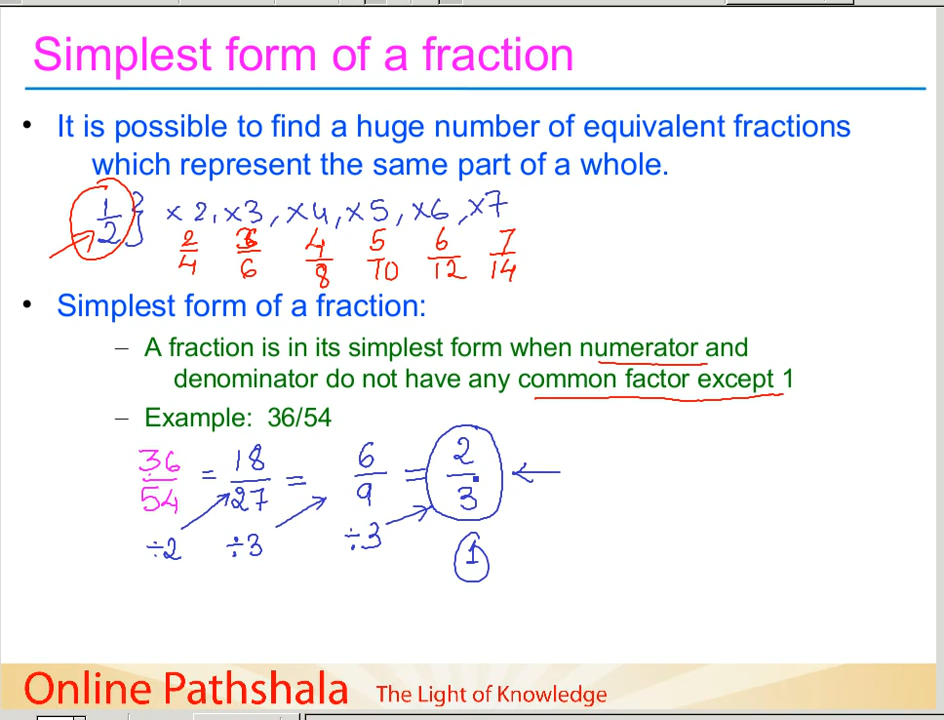 Simplest form of a fraction
• It is possible to find a huge number of equivalent fractions
which represent the same part of a whole.
1/2 } ×2, ×3, ×4, ×5, ×6, ×7
2/4 3/6 4/8 5/10 6/12 7/14
• Simplest form of a fraction:
– A fraction is in its simplest form when numerator and
denominator do not have any common factor except 1
– Example: 36/54
36/54 = 18/27 = 6/9 = 2/3 ←
÷2 ÷3 ÷3 1
Online Pathshala The Light of Knowledge